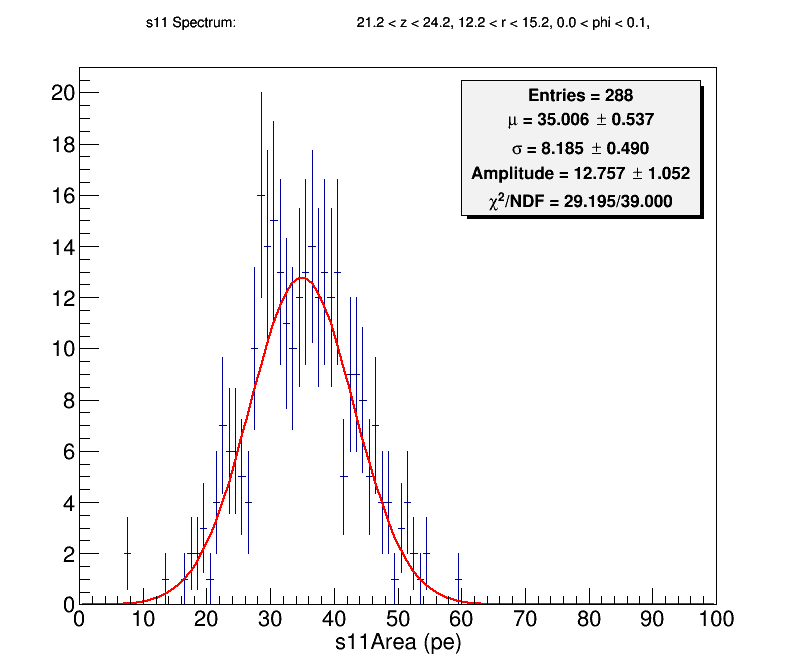 s11 Spectrum: 21.2 < z < 24.2, 12.2 < r < 15.2, 0.0 < phi < 0.1,
Entries = 288
μ = 35.006 ± 0.537
σ = 8.185 ± 0.490
Amplitude = 12.757 ± 1.052
χ²/NDF = 29.195/39.000
20
18
16
14
12
10
8
6
4
2
0
0 10 20 30 40 50 60 70 80 90 100
s11Area (pe)